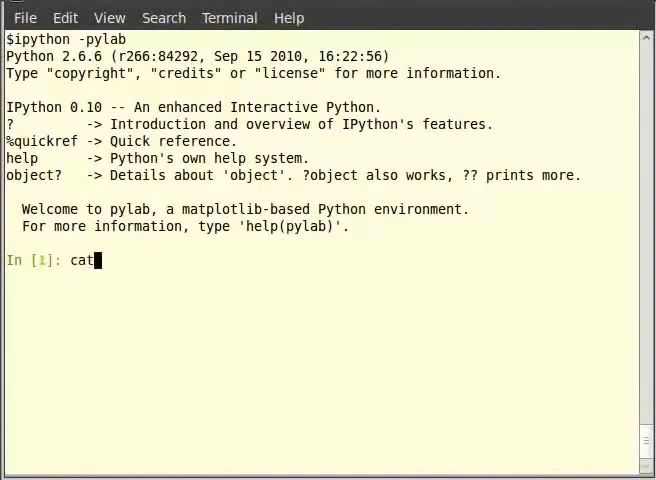 File Edit View Search Terminal Help
$ipython -pylab
Python 2.6.6 (r266:84292, Sep 15 2010, 16:22:56)
Type "copyright", "credits" or "license" for more information.
IPython 0.10 -- An enhanced Interactive Python.
? -> Introduction and overview of IPython's features.
%quickref -> Quick reference.
help -> Python's own help system.
object? -> Details about 'object'. ?object also works, ?? prints more.
Welcome to pylab, a matplotlib-based Python environment.
For more information, type 'help(pylab)'.
In [1]: cat